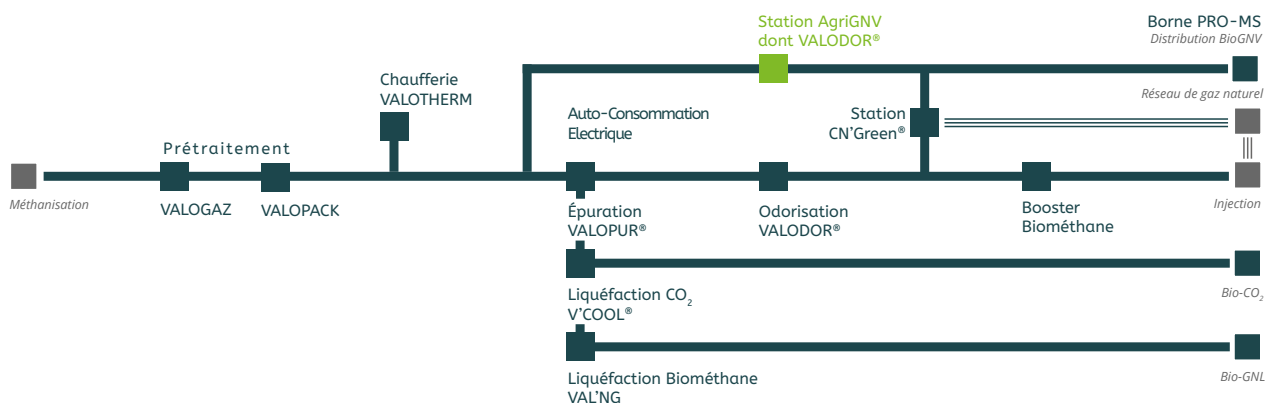 Station AgriGNV
dont VALODOR®
Borne PRO-MS
Distribution BioGNV
Chaufferie
VALOTHERM
Réseau de gaz naturel
Auto-Consommation
Electrique
Station
CN'Green®
Prétraitement
Méthanisation
VALOGAZ
VALOPACK
Épuration
VALOPUR®
Odorisation
VALODOR®
Booster
Biométhane
Injection
Liquéfaction CO₂
V'COOL®
Bio-CO₂
Liquéfaction Biométhane
VAL'NG
Bio-GNL